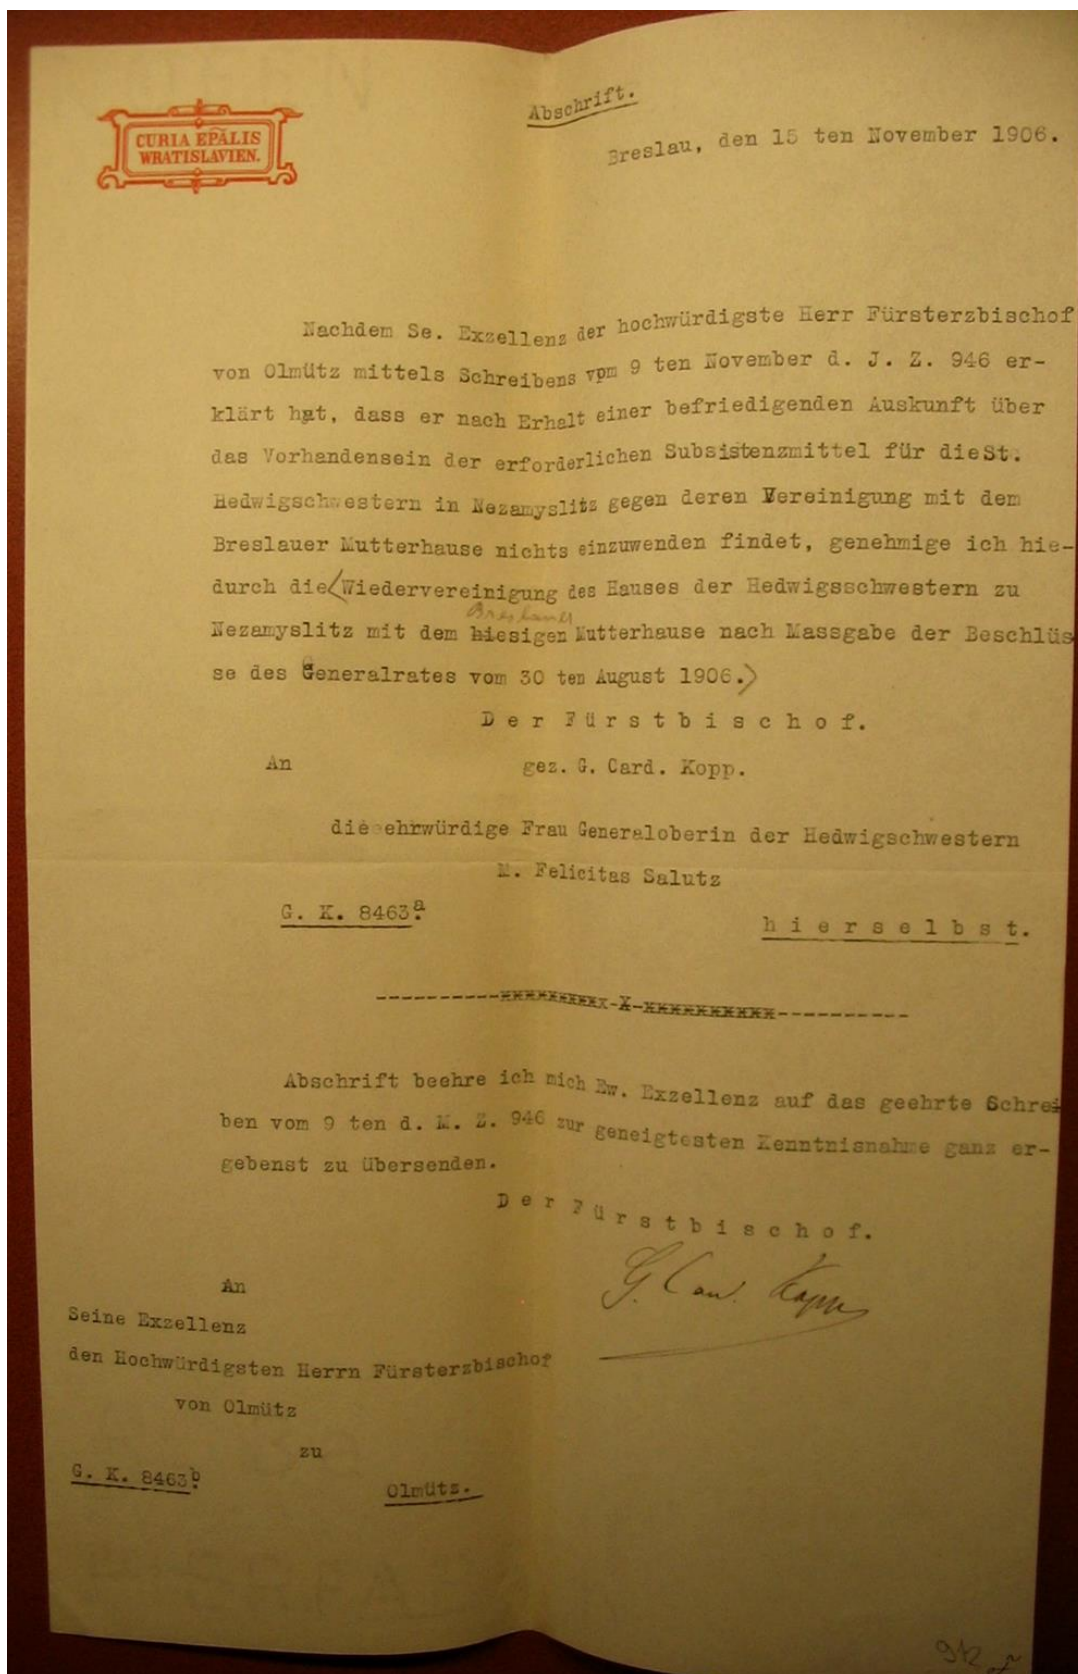 CURIA EPĀLIS
WRATISLAVIEN.
Abschrift.
Breslau, den 15 ten November 1906.
Nachdem Se. Exzellenz der hochwürdigste Herr Fürsterzbischof
von Olmütz mittels Schreibens vom 9 ten November d. J. Z. 946 er-
klärt hat, dass er nach Erhalt einer befriedigenden Auskunft über
das Vorhandensein der erforderlichen Subsistenzmittel für dieSt.
Hedwigschwestern in Nezamyslitz gegen deren Vereinigung mit dem
Breslauer Mutterhause nichts einzuwenden findet, genehmige ich hie-
durch die (Wiedervereinigung des Hauses der Hedwigsschwestern zu
Breslauer
Nezamyslitz mit dem hiesigen Mutterhause nach Massgabe der Beschlüs
se des Generalrates vom 30 ten August 1906.)
Der Fürstbischof.
An gez. G. Card. Kopp.
die ehrwürdige Frau Generaloberin der Hedwigschwestern
M. Felicitas Salutz
G. K. 8463a.
hierselbst.
----------xxxxxxxxxx-X-xxxxxxxxxxx----------
Abschrift beehre ich mich Ew. Exzellenz auf das geehrte Schrei
ben vom 9 ten d. M. Z. 946 zur geneigtesten Kenntnisnahme ganz er-
gebenst zu übersenden.
Der Fürstbischof.
G. Card. Kopp
An
Seine Exzellenz
den Hochwürdigsten Herrn Fürsterzbischof
von Olmütz
zu
G. K. 8463b.
Olmütz.